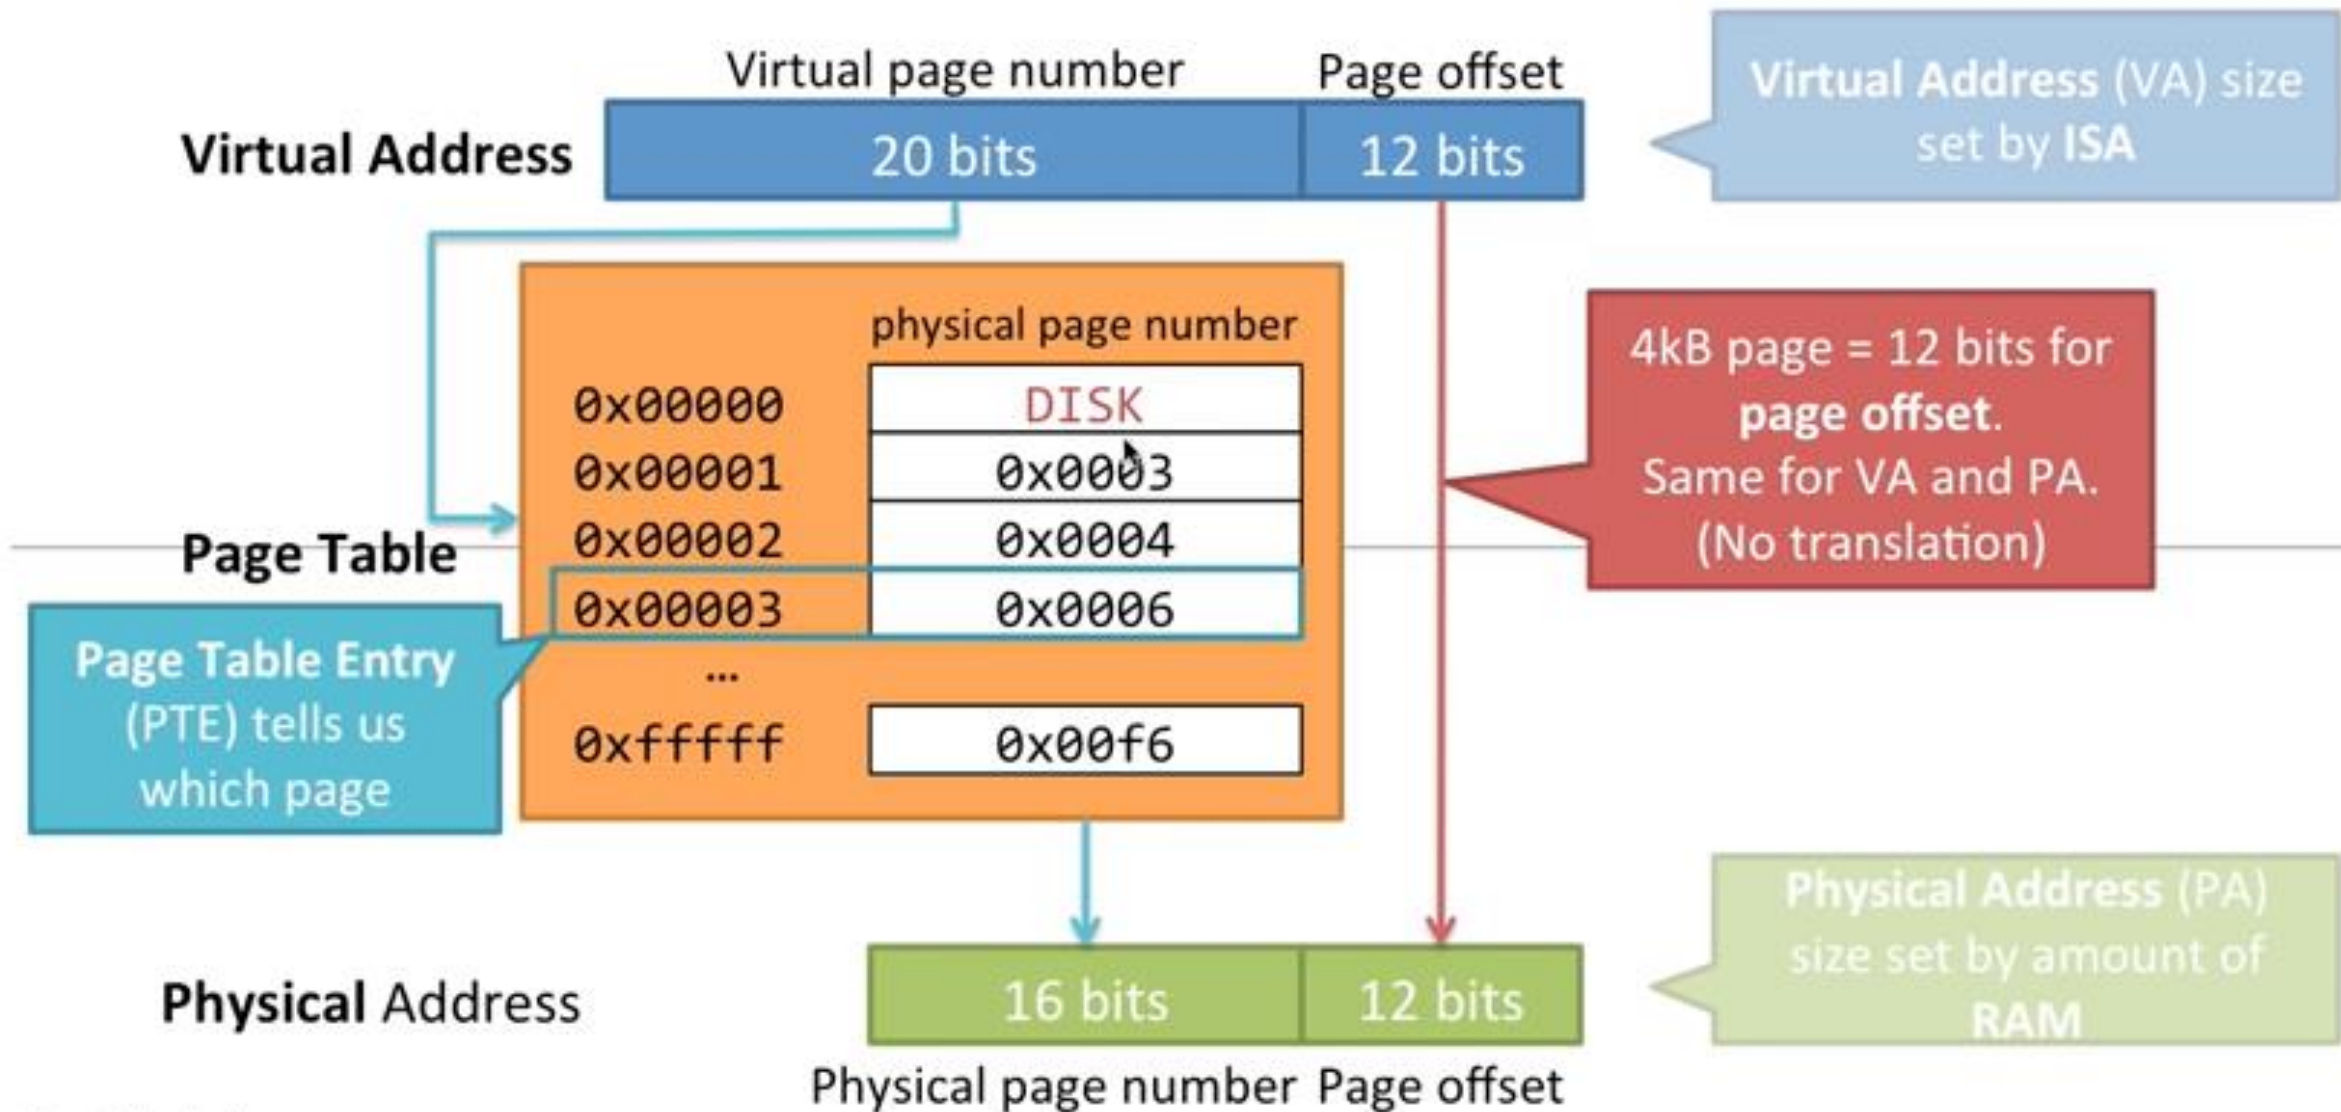 Virtual page number Page offset
Virtual Address (VA) size
set by ISA
Virtual Address
20 bits 12 bits
physical page number
0x00000 DISK
0x00001 0x0003
0x00002 0x0004
0x00003 0x0006
…
0xfffff 0x00f6
4kB page = 12 bits for
page offset.
Same for VA and PA.
(No translation)
Page Table
Page Table Entry
(PTE) tells us
which page
Physical Address (PA)
size set by amount of
RAM
Physical Address
16 bits 12 bits
Physical page number Page offset